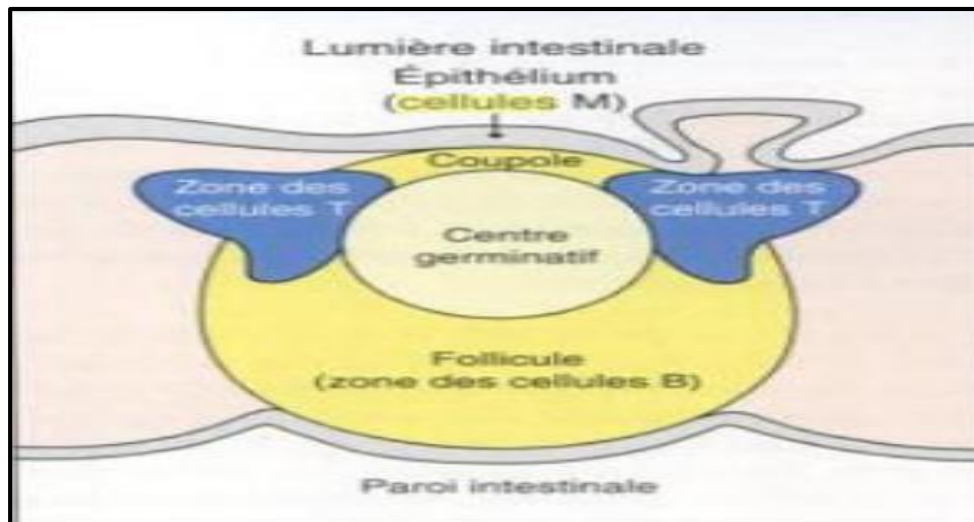 Lumière intestinale
Épithélium
(cellules M)
Coupole
Zone des
cellules T
Zone des
cellules T
Centre
germinatif
Follicule
(zone des cellules B)
Paroi intestinale